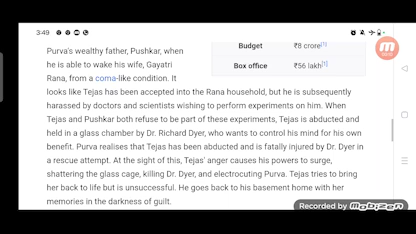 3:49
Purva's wealthy father, Pushkar, when
he is able to wake his wife, Gayatri
Rana, from a coma-like condition. It
looks like Tejas has been accepted into the Rana household, but he is subsequently
harassed by doctors and scientists wishing to perform experiments on him. When
Tejas and Pushkar both refuse to be part of these experiments, Tejas is abducted and
held in a glass chamber by Dr. Richard Dyer, who wants to control his mind for his own
benefit. Purva realises that Tejas has been abducted and is fatally injured by Dr. Dyer in
a rescue attempt. At the sight of this, Tejas' anger causes his powers to surge,
shattering the glass cage, killing Dr. Dyer, and electrocuting Purva. Tejas tries to bring
her back to life but is unsuccessful. He goes back to his basement home with her
memories in the darkness of guilt.
Budget ₹8 crore[1]
Box office ₹56 lakh[1]
Recorded by Mobizen